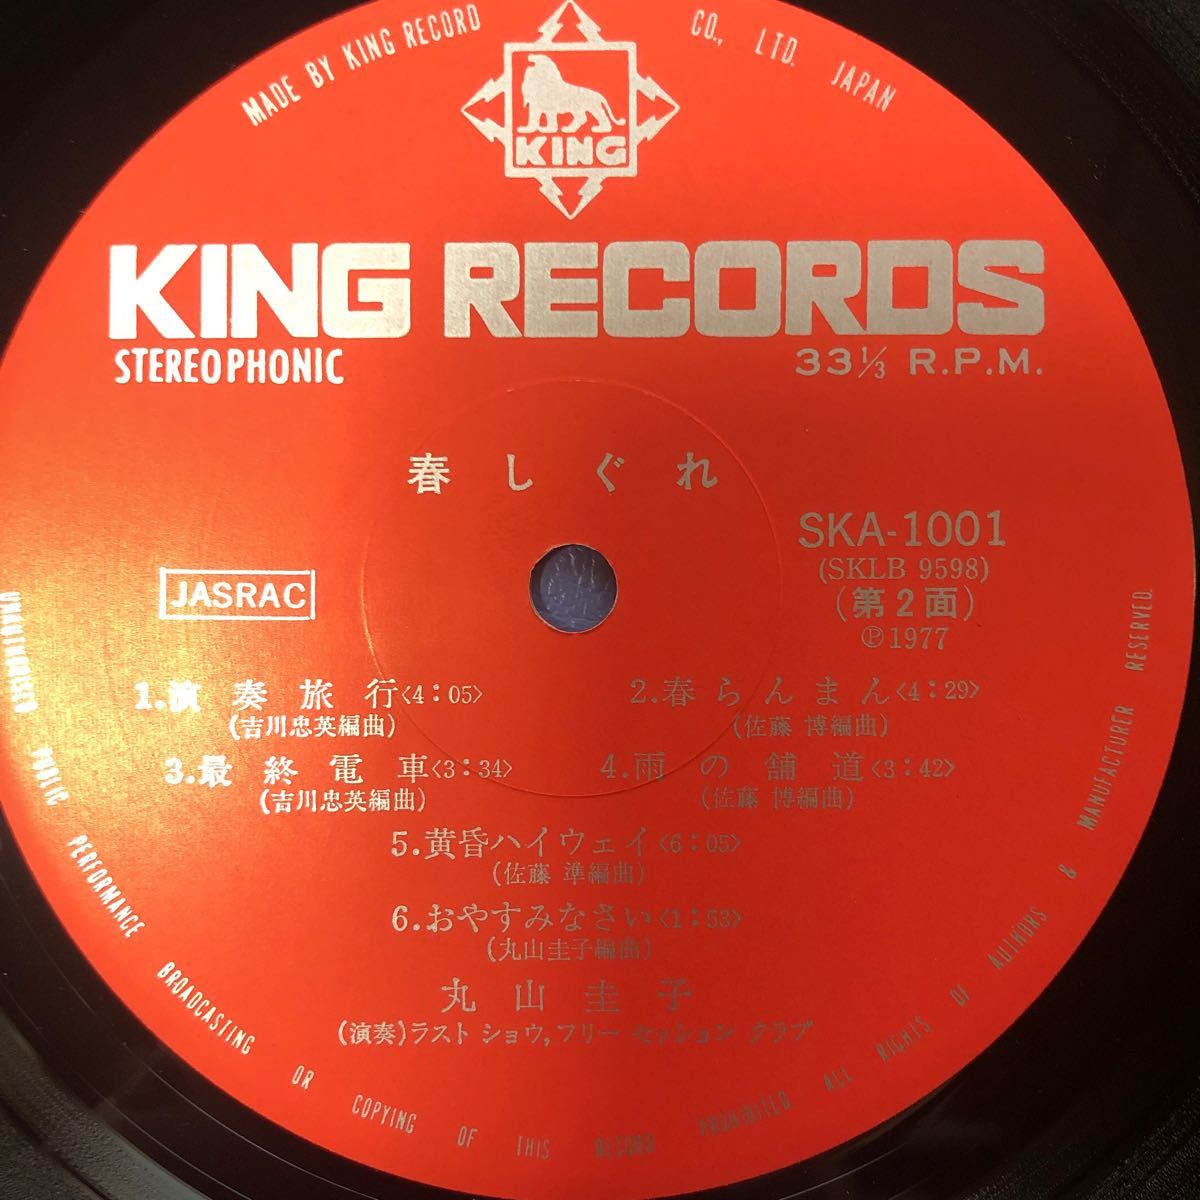 MADE BY KING RECORD CO., LTD. JAPAN
KING
KING RECORDS
STEREOPHONIC
33⅓ R.P.M.
春しぐれ
SKA-1001
(SKLB 9598)
(第2面)
Ⓟ1977
JASRAC
1.演奏旅行<4:05>
(吉川忠英編曲)
2.春らんまん<4:29>
(佐藤 博編曲)
3.最終電車<3:34>
(吉川忠英編曲)
4.雨の舗道<3:42>
(佐藤 博編曲)
5.黄昏ハイウェイ<6:05>
(佐藤 準編曲)
6.おやすみなさい<1:53>
(丸山圭子編曲)
丸山圭子
(演奏)ラスト ショウ,フリー セッション クラブ
UNAUTHORISED PUBLIC PERFORMANCE BROADCASTING OR COPYING OF THIS RECORD PROHIBITED ALL RIGHTS OF AUTHORS & MANUFACTURER RESERVED.